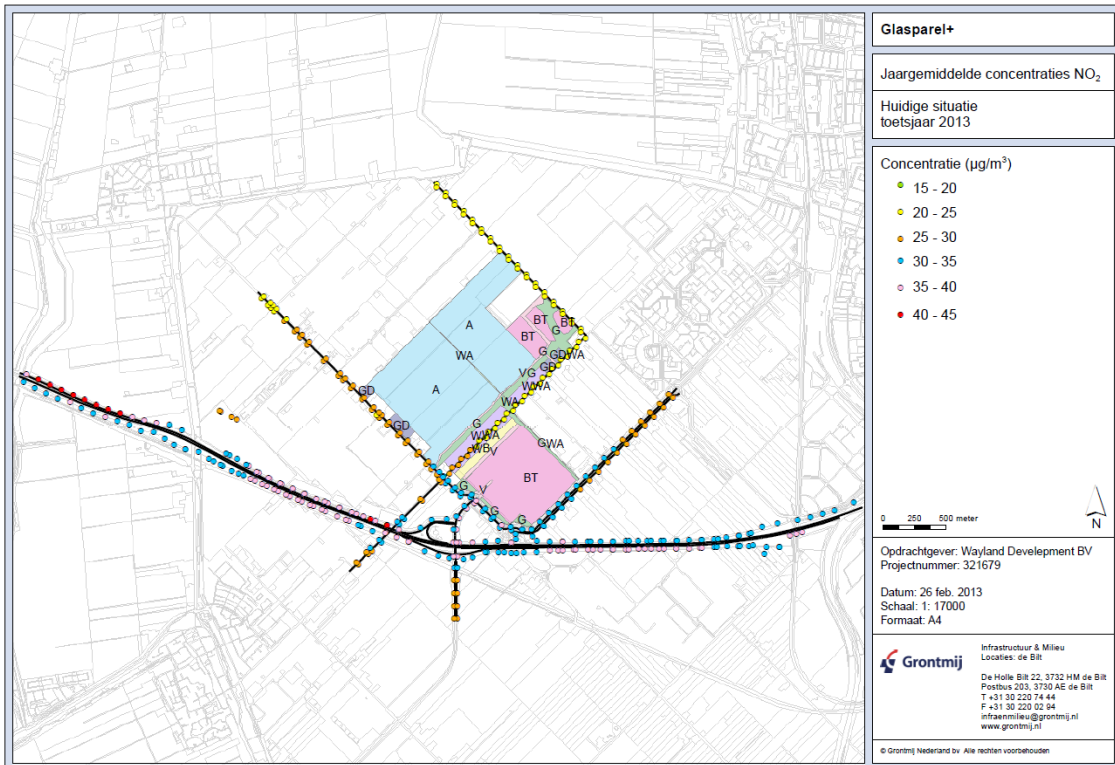 Glasparel+
Jaargemiddelde concentraties NO₂
Huidige situatie
toetsjaar 2013
Concentratie (µg/m³)
15 - 20
20 - 25
25 - 30
30 - 35
35 - 40
40 - 45
0 250 500 meter
N
Opdrachtgever: Wayland Development BV
Projectnummer: 321679
Datum: 26 feb. 2013
Schaal: 1: 17000
Formaat: A4
Grontmij
Infrastructuur & Milieu
Locaties: de Bilt
De Holle Bilt 22, 3732 HM de Bilt
Postbus 203, 3730 AE de Bilt
T +31 30 220 74 44
F +31 30 220 02 94
infraenmilieu@grontmij.nl
www.grontmij.nl
© Grontmij Nederland bv Alle rechten voorbehouden
A
WA
A
BT
BT
BT
G
G
GDWA
GD
VG
WWA
WA
GD
GD
G
WWA
WB
V
GWA
BT
G
V
G
G